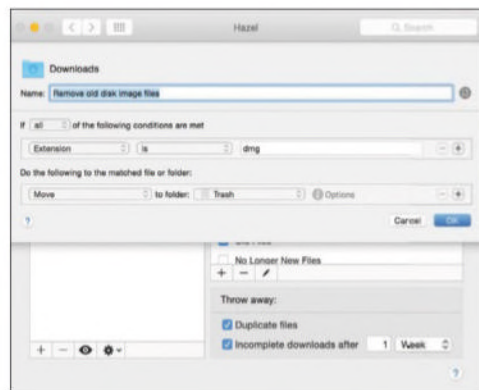 Hazel
Search
Downloads
Name: Remove old disk image files
If all of the following conditions are met
Extension is dmg
Do the following to the matched file or folder:
Move to folder: Trash Options
? Cancel OK
No Longer New Files
Throw away:
Duplicate files
Incomplete downloads after 1 Week
?